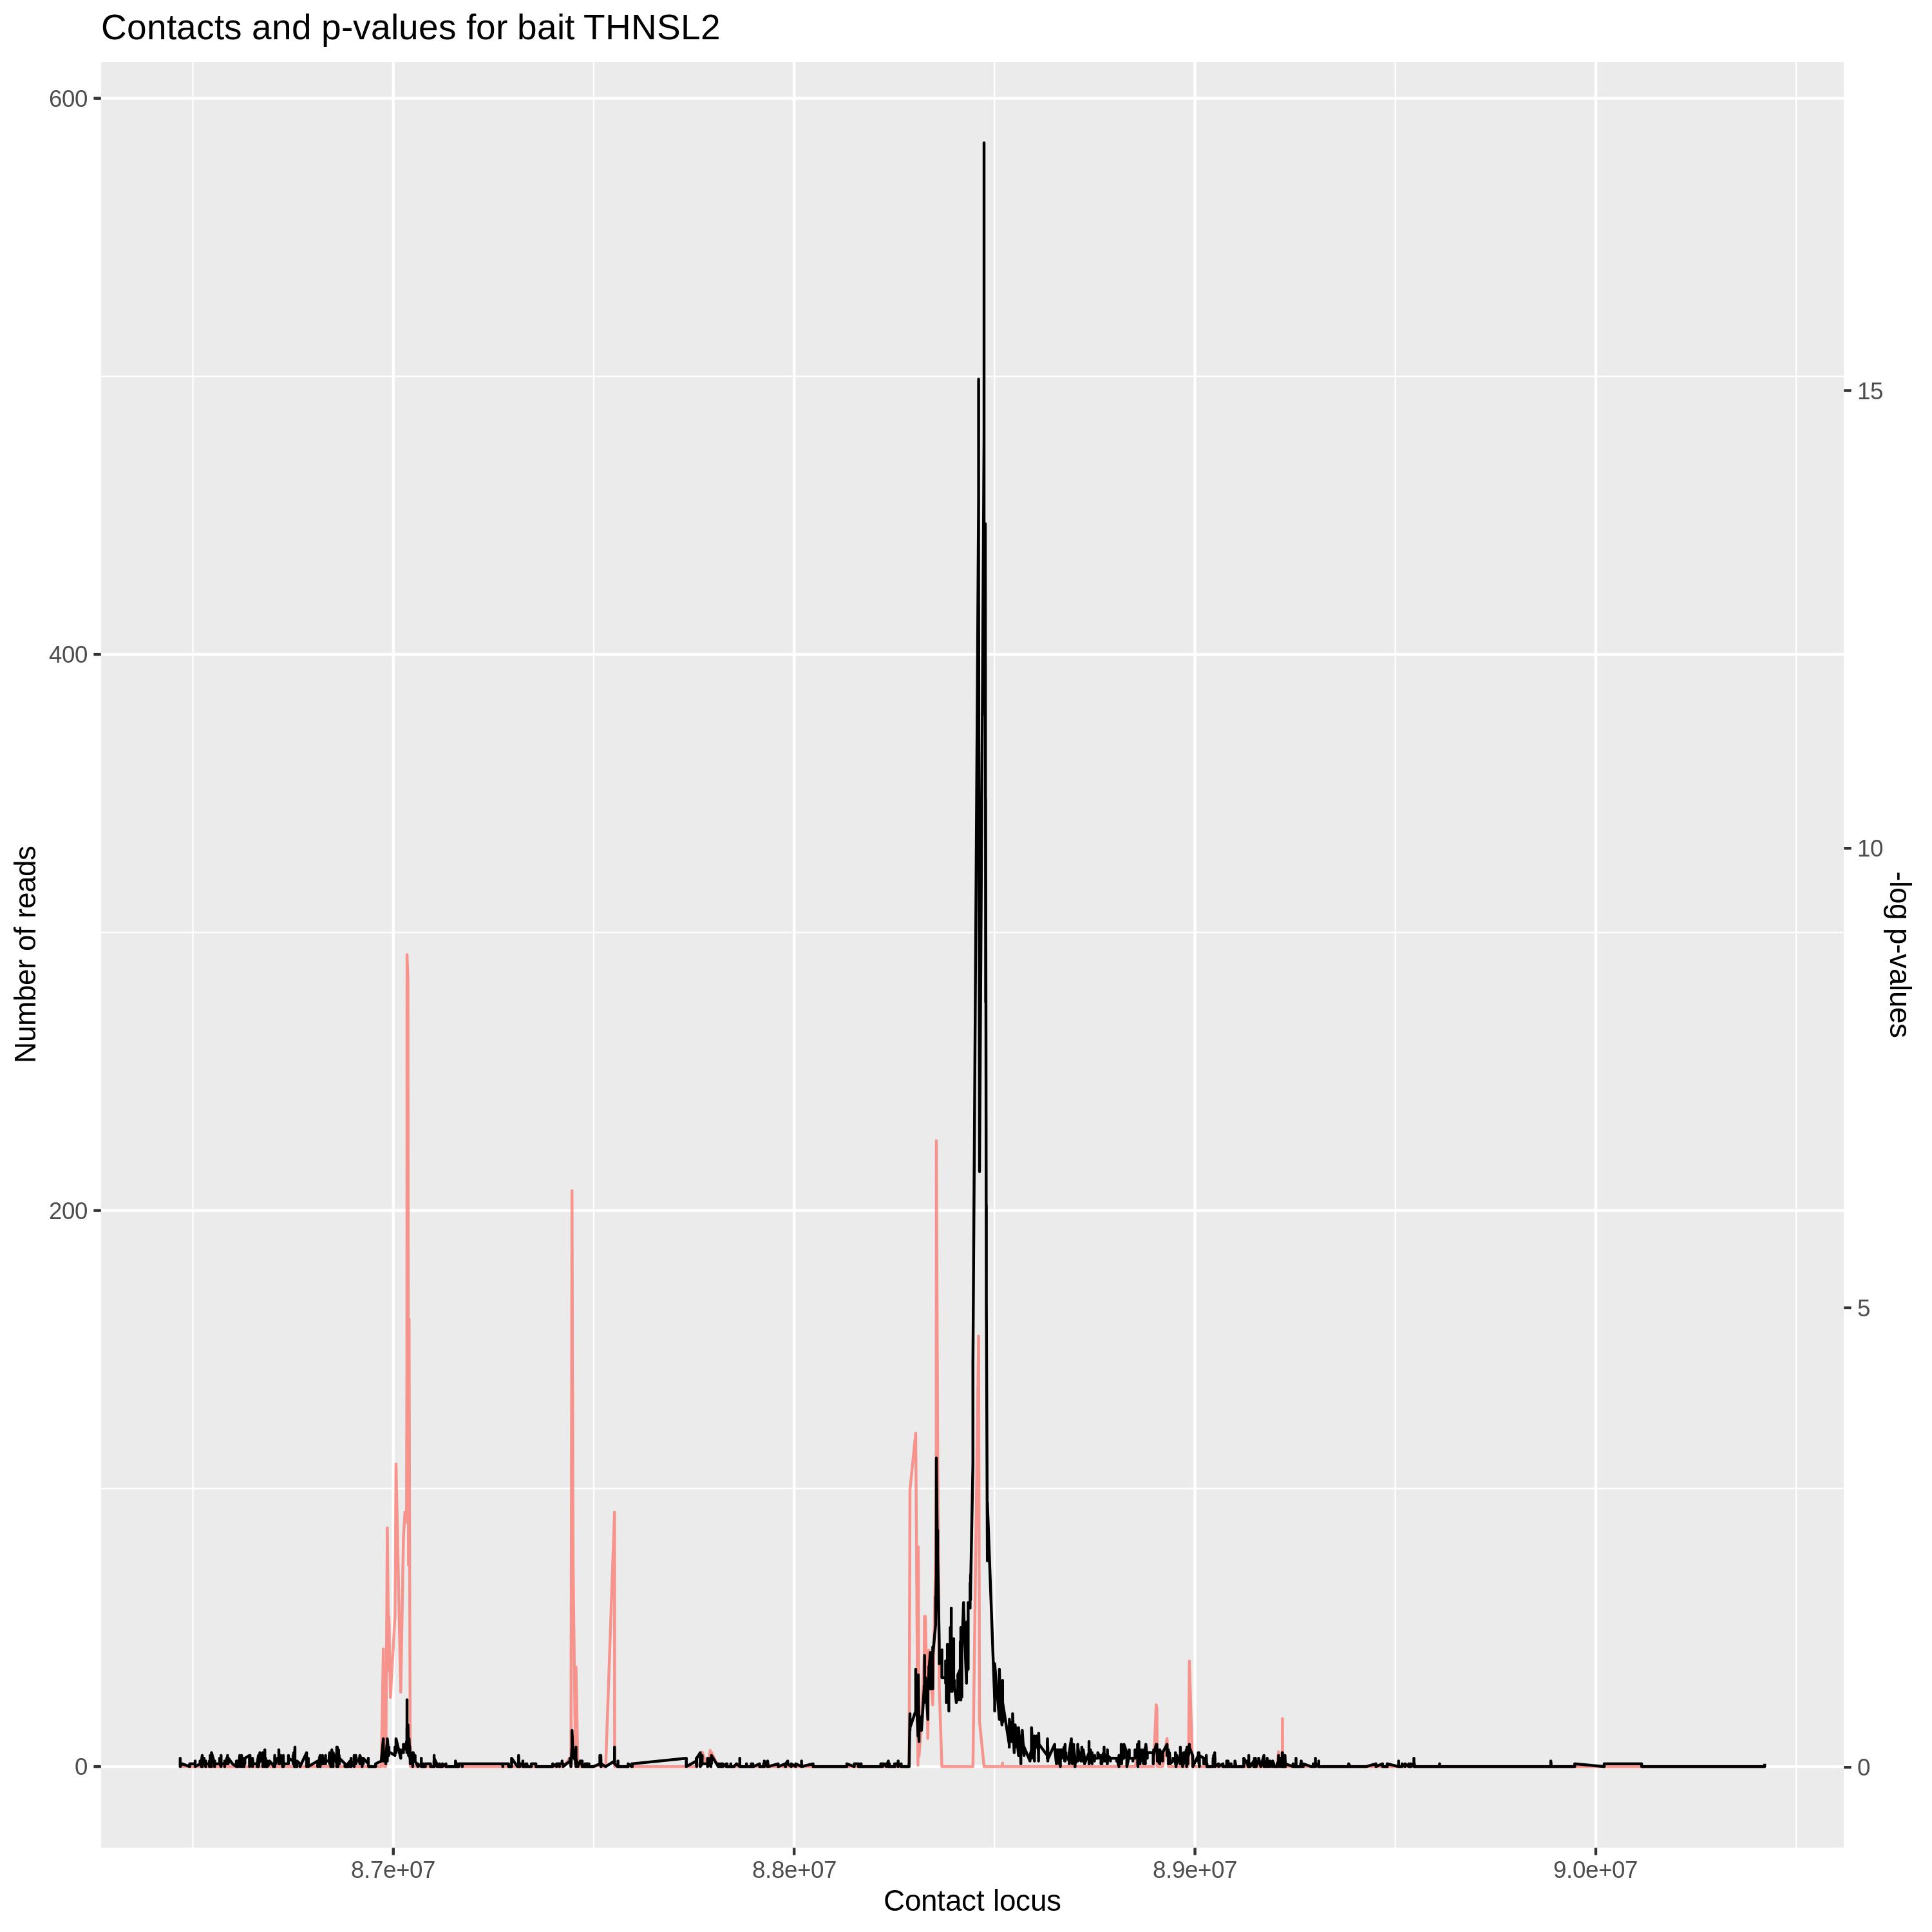 Contacts and p-values for bait THNSL2
600
400
200
0
Number of reads
15
10
5
0
-log p-values
8.7e+07
8.8e+07
8.9e+07
9.0e+07
Contact locus